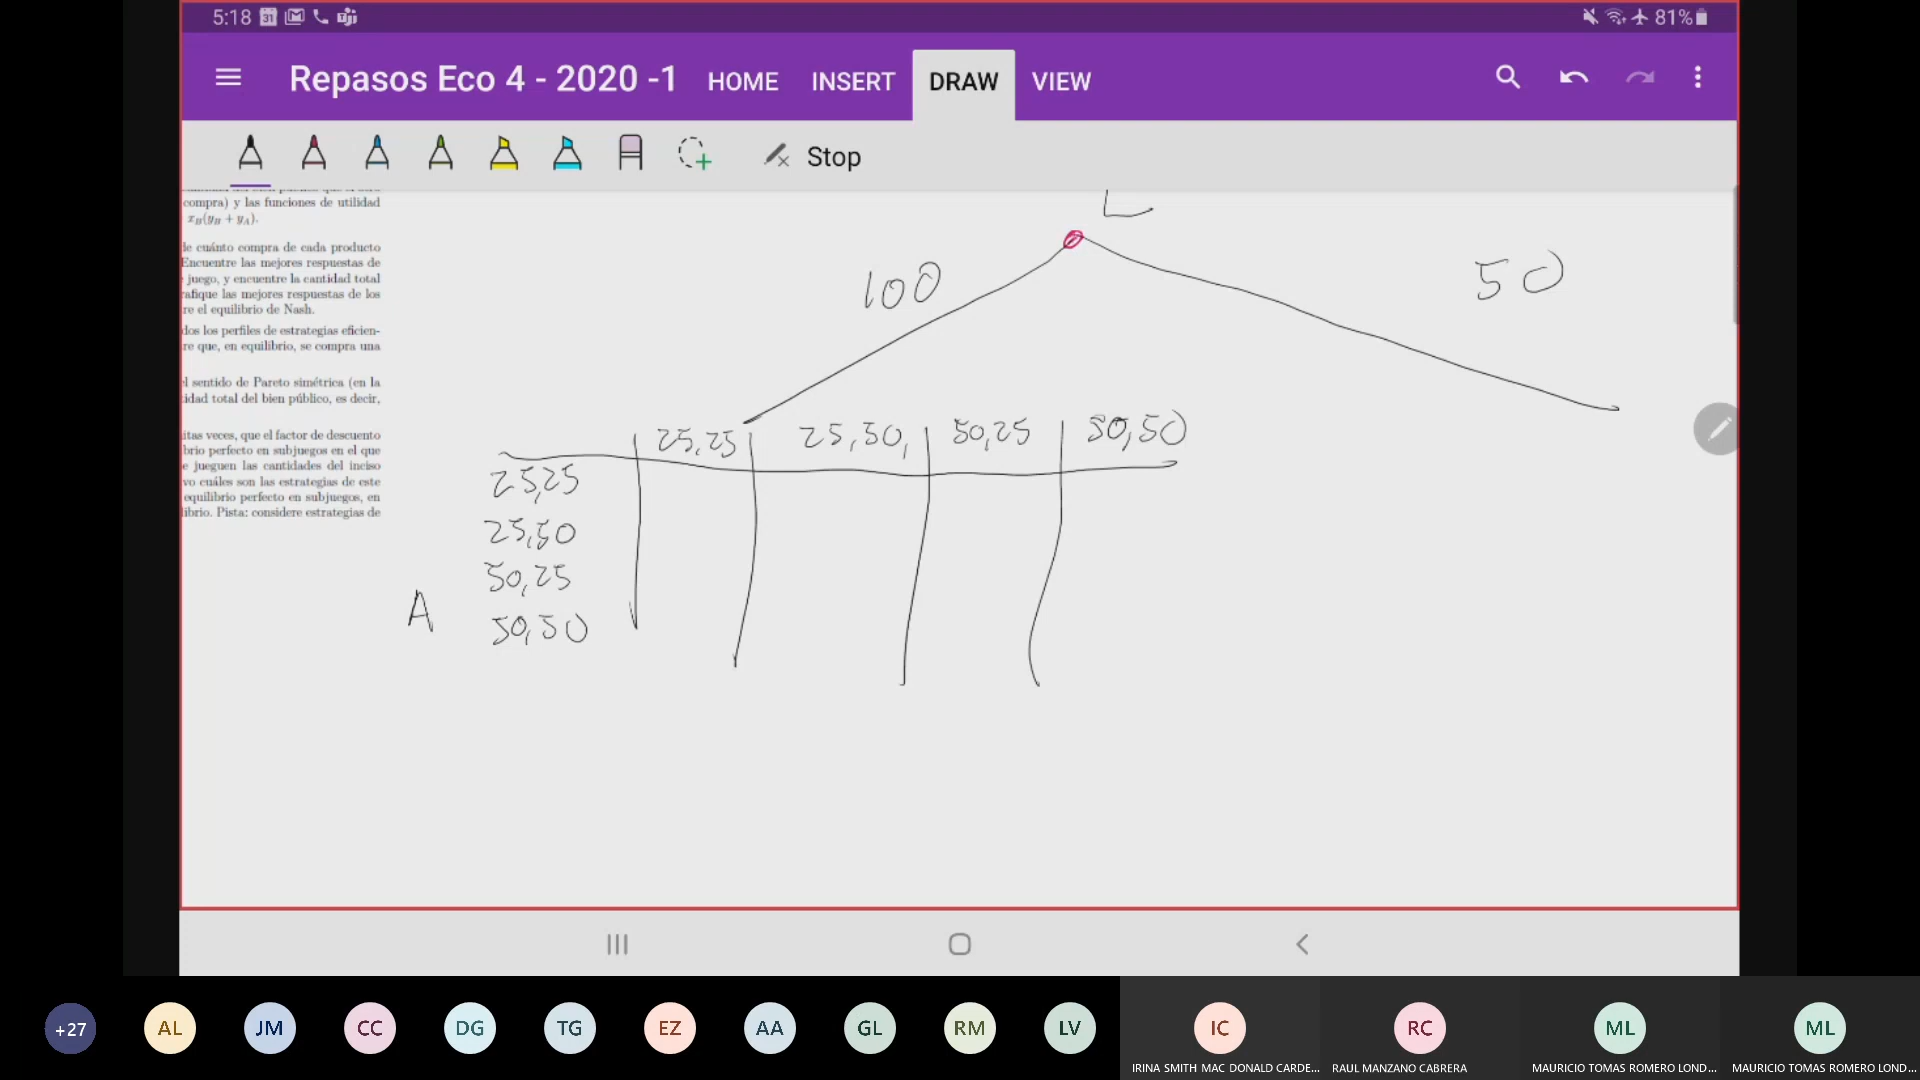 5:18 31 81%
Repasos Eco 4 - 2020 -1 HOME INSERT DRAW VIEW
Stop
compra) y las funciones de utilidad
x_B(y_B + y_A).
le cuánto compra de cada producto
Encuentre las mejores respuestas de
juego, y encuentre la cantidad total
rafique las mejores respuestas de los
re el equilibrio de Nash.
dos los perfiles de estrategias eficien-
re que, en equilibrio, se compra una
el sentido de Pareto simétrica (en la
idad total del bien público, es decir,
itas veces, que el factor de descuento
brio perfecto en subjuegos en el que
e jueguen las cantidades del inciso
vo cuáles son las estrategias de este
equilibrio perfecto en subjuegos, en
librio. Pista: considere estrategias de
100
50
25,25 25,50, 50,25 50,50
25,25
25,50
50,25
A
50,50
+27 AL JM CC DG TG EZ AA GL RM LV IC RC ML ML
IRINA SMITH MAC DONALD CARDE... RAUL MANZANO CABRERA MAURICIO TOMAS ROMERO LOND... MAURICIO TOMAS ROMERO LOND...